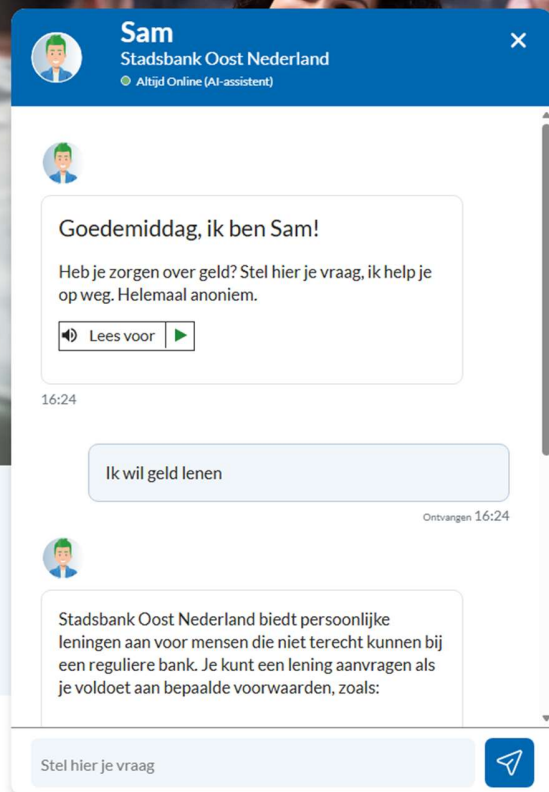 Sam
Stadsbank Oost Nederland
Altijd Online (AI-assistent)
Goedemiddag, ik ben Sam!
Heb je zorgen over geld? Stel hier je vraag, ik help je
op weg. Helemaal anoniem.
Lees voor
16:24
Ik wil geld lenen
Ontvangen 16:24
Stadsbank Oost Nederland biedt persoonlijke
leningen aan voor mensen die niet terecht kunnen bij
een reguliere bank. Je kunt een lening aanvragen als
je voldoet aan bepaalde voorwaarden, zoals:
Stel hier je vraag